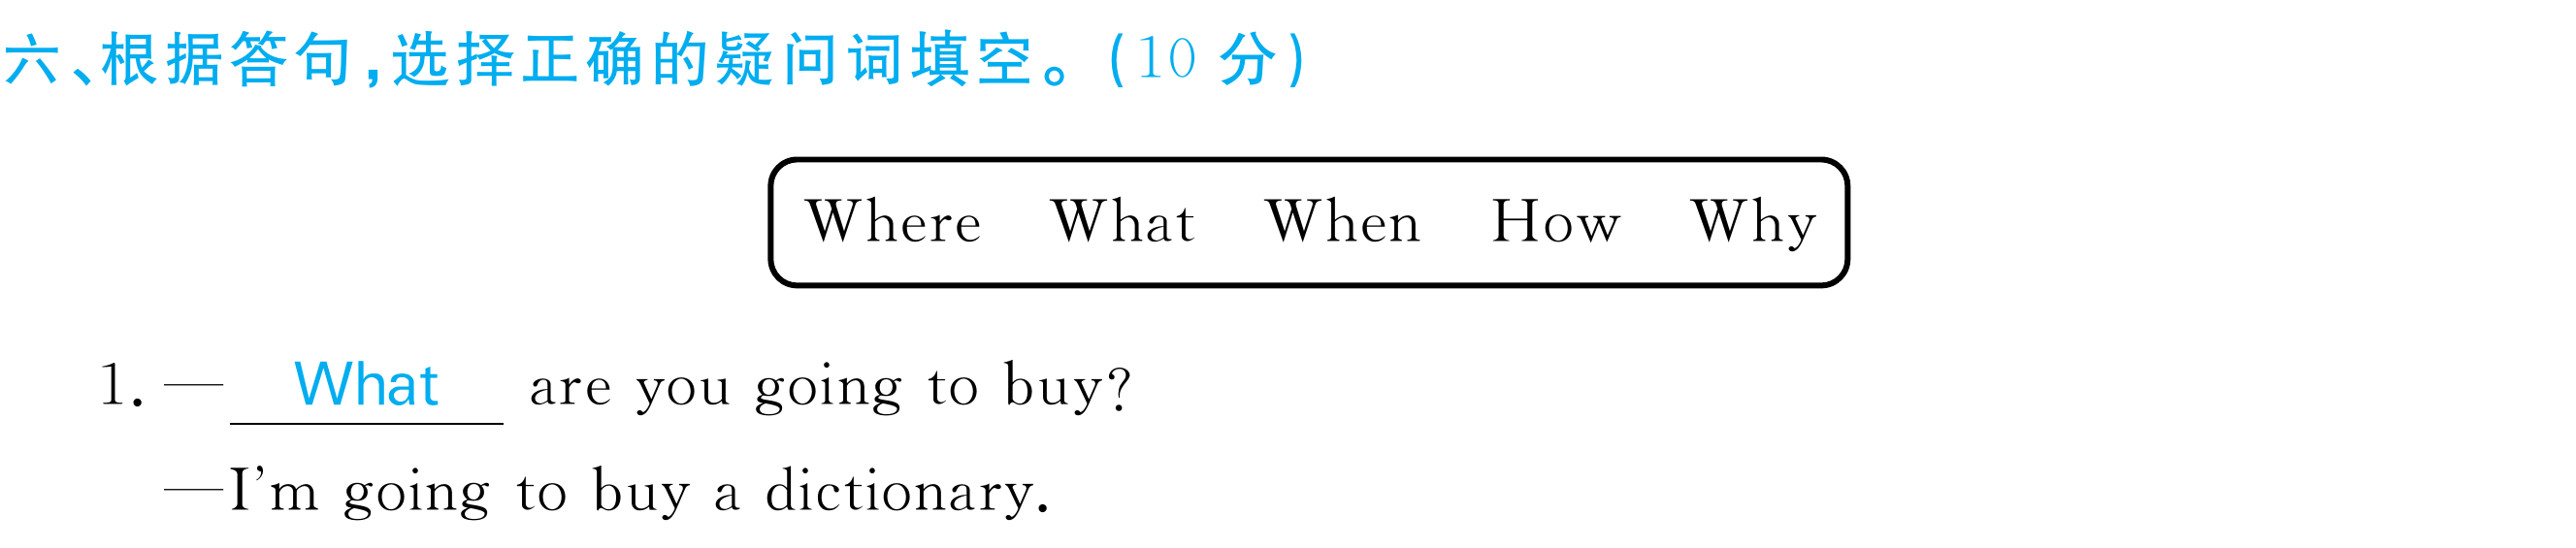 六、根据答句,选择正确的疑问词填空。(10 分)
Where What When How Why
1. — What are you going to buy?
—I'm going to buy a dictionary.